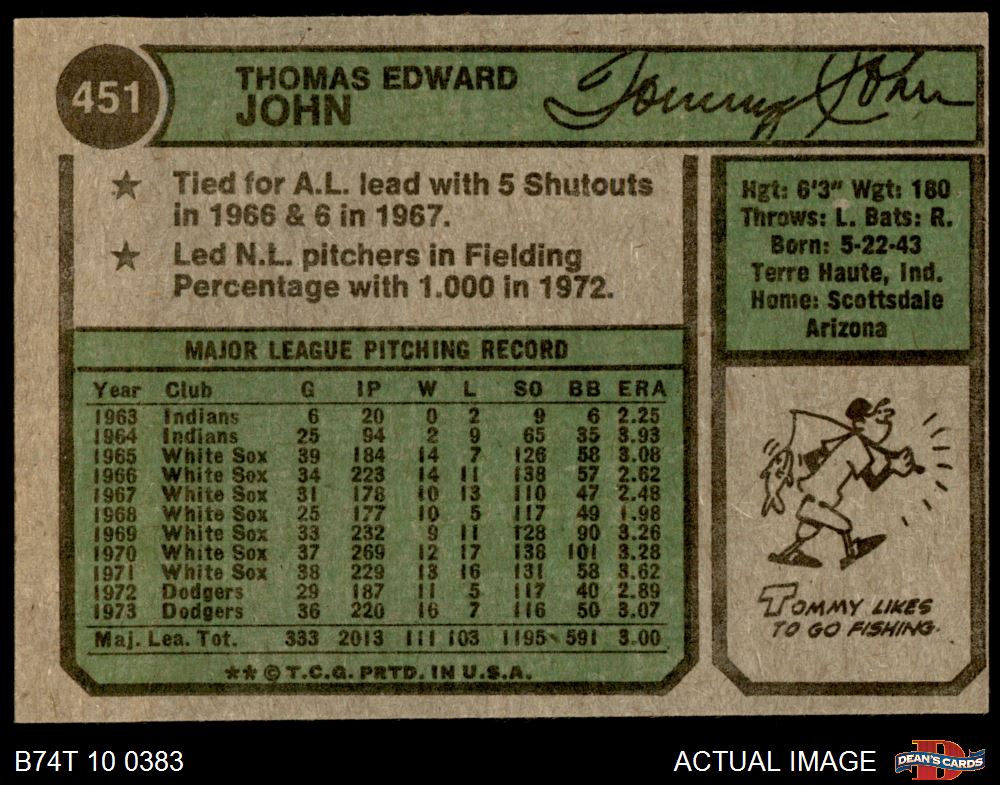 451
THOMAS EDWARD
JOHN
Tommy John
★ Tied for A.L. lead with 5 Shutouts
in 1966 & 6 in 1967.
★ Led N.L. pitchers in Fielding
Percentage with 1.000 in 1972.
Hgt: 6'3" Wgt: 180
Throws: L. Bats: R.
Born: 5-22-43
Terre Haute, Ind.
Home: Scottsdale
Arizona
MAJOR LEAGUE PITCHING RECORD
Year Club G IP W L SO BB ERA
1963 Indians 6 20 0 2 9 6 2.25
1964 Indians 25 94 2 9 65 35 3.93
1965 White Sox 39 184 14 7 126 58 3.08
1966 White Sox 34 223 14 11 138 57 2.62
1967 White Sox 31 178 10 13 110 47 2.48
1968 White Sox 25 177 10 5 117 49 1.98
1969 White Sox 33 232 9 11 128 90 3.26
1970 White Sox 37 269 12 17 138 101 3.28
1971 White Sox 38 229 13 16 131 58 3.62
1972 Dodgers 29 187 11 5 117 40 2.89
1973 Dodgers 36 220 16 7 116 50 3.07
Maj. Lea. Tot. 333 2013 111 103 1195 591 3.00
** © T.C.G. PRTD. IN U.S.A.
TOMMY LIKES
TO GO FISHING.
B74T 10 0383
ACTUAL IMAGE
DEAN'S CARDS